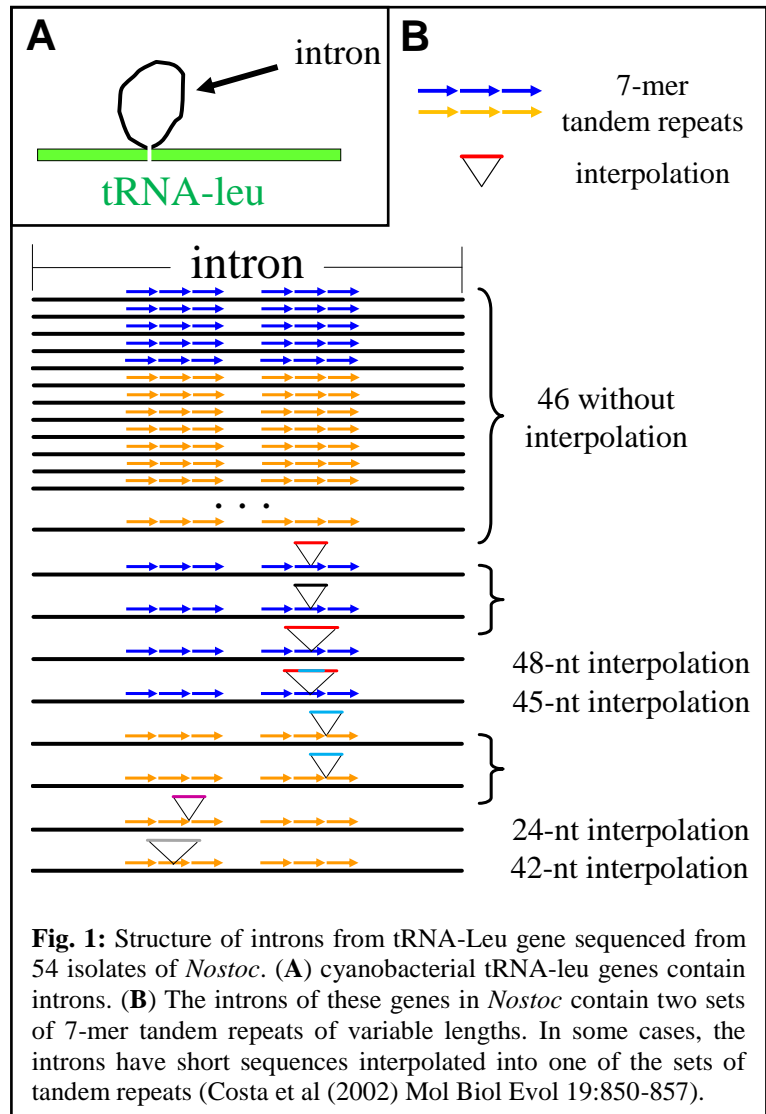 A
intron
tRNA-leu
B
7-mer
tandem repeats
interpolation
intron
46 without
interpolation
. . .
48-nt interpolation
45-nt interpolation
24-nt interpolation
42-nt interpolation
Fig. 1: Structure of introns from tRNA-Leu gene sequenced from
54 isolates of Nostoc. (A) cyanobacterial tRNA-leu genes contain
introns. (B) The introns of these genes in Nostoc contain two sets
of 7-mer tandem repeats of variable lengths. In some cases, the
introns have short sequences interpolated into one of the sets of
tandem repeats (Costa et al (2002) Mol Biol Evol 19:850-857).